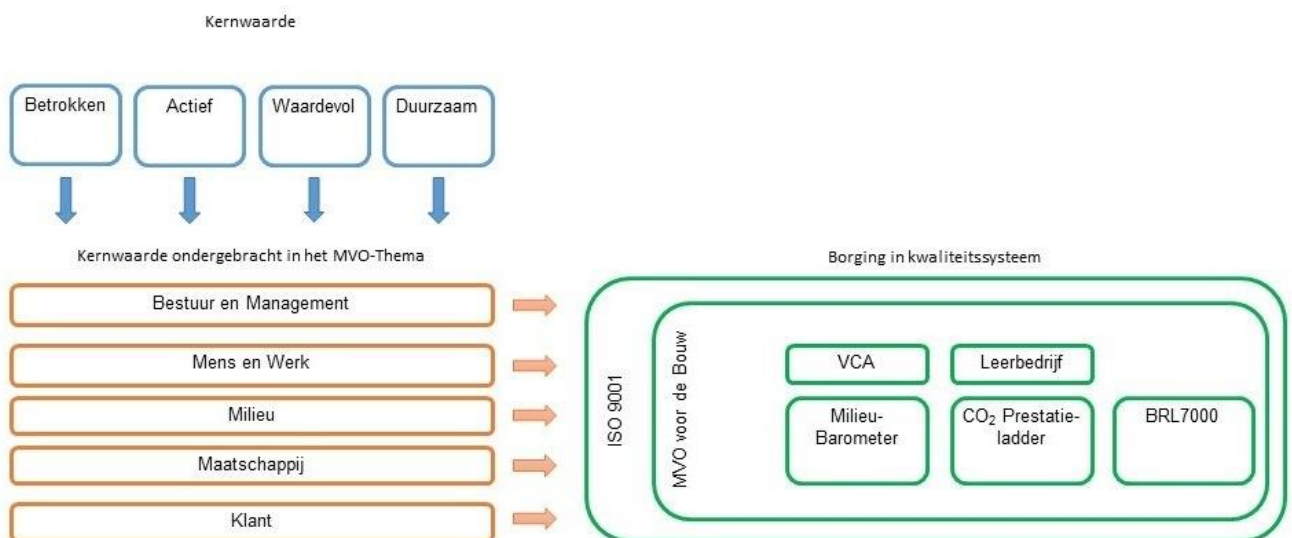 Kernwaarde
Betrokken
Actief
Waardevol
Duurzaam
Kernwaarde ondergebracht in het MVO-Thema
Bestuur en Management
Mens en Werk
Milieu
Maatschappij
Klant
Borging in kwaliteitssysteem
ISO 9001
MVO voor de Bouw
VCA
Leerbedrijf
Milieu-
Barometer
CO₂ Prestatie-
ladder
BRL7000